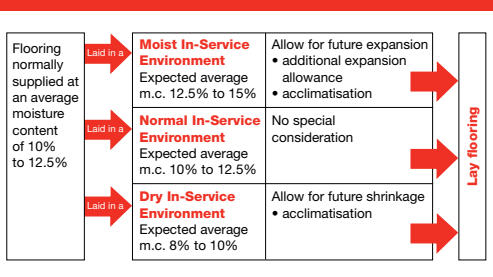 Flooring
normally
supplied at
an average
moisture
content
of 10%
to 12.5%
Laid in a
Moist In-Service
Environment
Expected average
m.c. 12.5% to 15%
Allow for future expansion
• additional expansion
allowance
• acclimatisation
Laid in a
Normal In-Service
Environment
Expected average
m.c. 10% to 12.5%
No special
consideration
Laid in a
Dry In-Service
Environment
Expected average
m.c. 8% to 10%
Allow for future shrinkage
• acclimatisation
Lay flooring